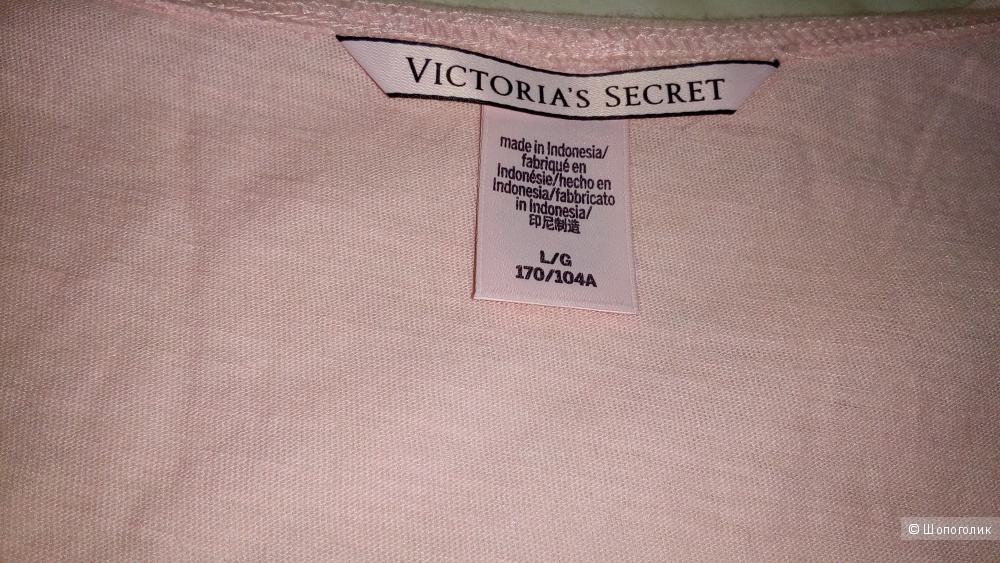 VICTORIA'S SECRET
made in Indonesia/
fabriqué en
Indonésie/hecho en
Indonesia/fabbricato
in Indonesia/
印尼制造
L/G
170/104A
© Шопоголик